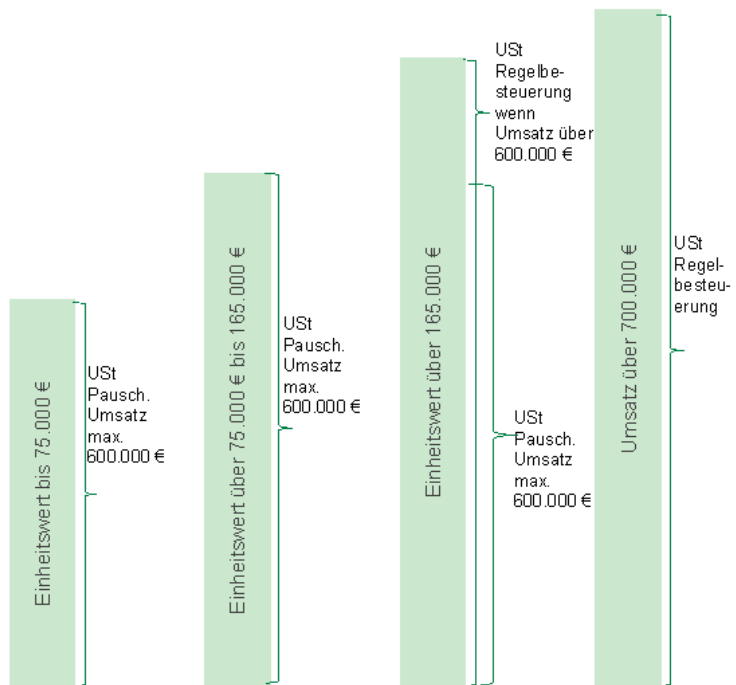 Einheitswert bis 75.000 €
USt
Pausch.
Umsatz
max.
600.000 €
Einheitswert über 75.000 € bis 165.000 €
USt
Pausch.
Umsatz
max.
600.000 €
Einheitswert über 165.000 €
USt
Regelbe-
steuerung
wenn
Umsatz über
600.000 €
USt
Pausch.
Umsatz
max.
600.000 €
Umsatz über 700.000 €
USt
Regel-
besteu-
erung